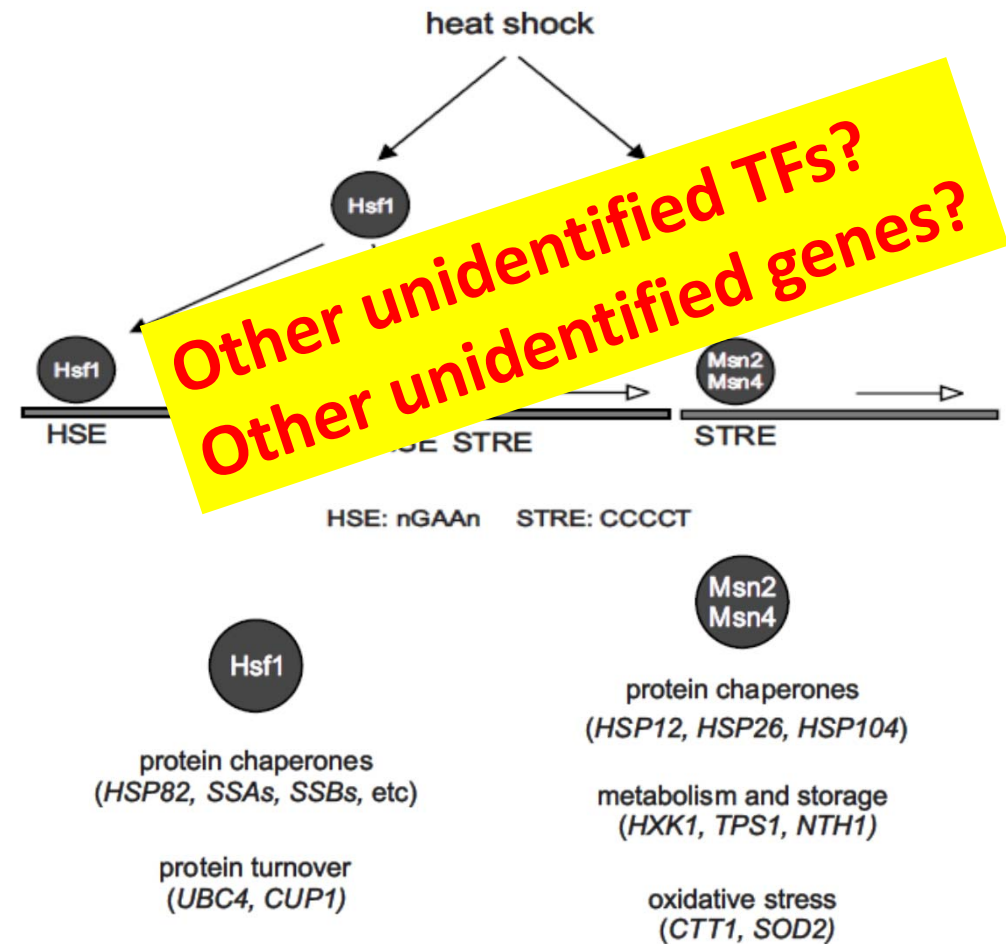 heat shock
Hsf1
Other unidentified TFs?
Other unidentified genes?
Hsf1
Msn2
Msn4
HSE
STRE
STRE
HSE: nGAAn STRE: CCCCT
Hsf1
protein chaperones
(HSP82, SSAs, SSBs, etc)
protein turnover
(UBC4, CUP1)
Msn2
Msn4
protein chaperones
(HSP12, HSP26, HSP104)
metabolism and storage
(HXK1, TPS1, NTH1)
oxidative stress
(CTT1, SOD2)